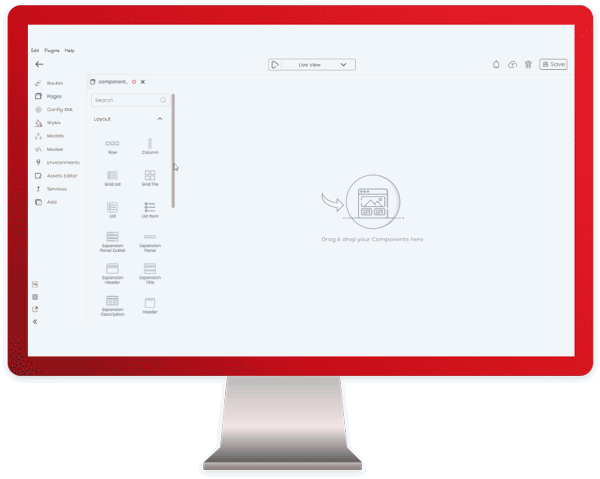 Edit Plugins Help
Live View
Save
Routes
Pages
Config XML
Styles
Models
Market
Environments
Assets Editor
Services
Add
component...
Search
Layout
Row
Column
Grid List
Grid Tile
List
List Item
Expansion
Panel Outlet
Expansion
Panel
Expansion
Header
Expansion
Title
Expansion
Description
Header
Drag & drop your Components here